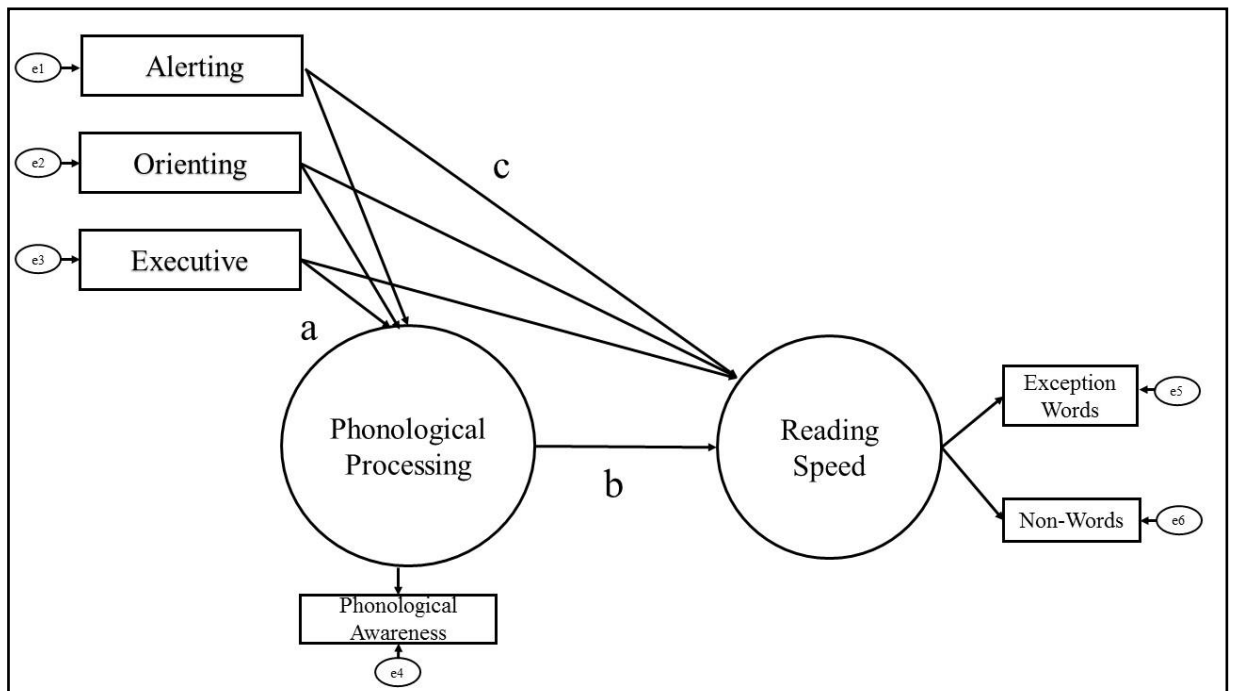 e1
Alerting
e2
Orienting
c
e3
Executive
a
Phonological
Processing
b
Reading
Speed
Exception
Words
e5
Non-Words
e6
Phonological
Awareness
e4